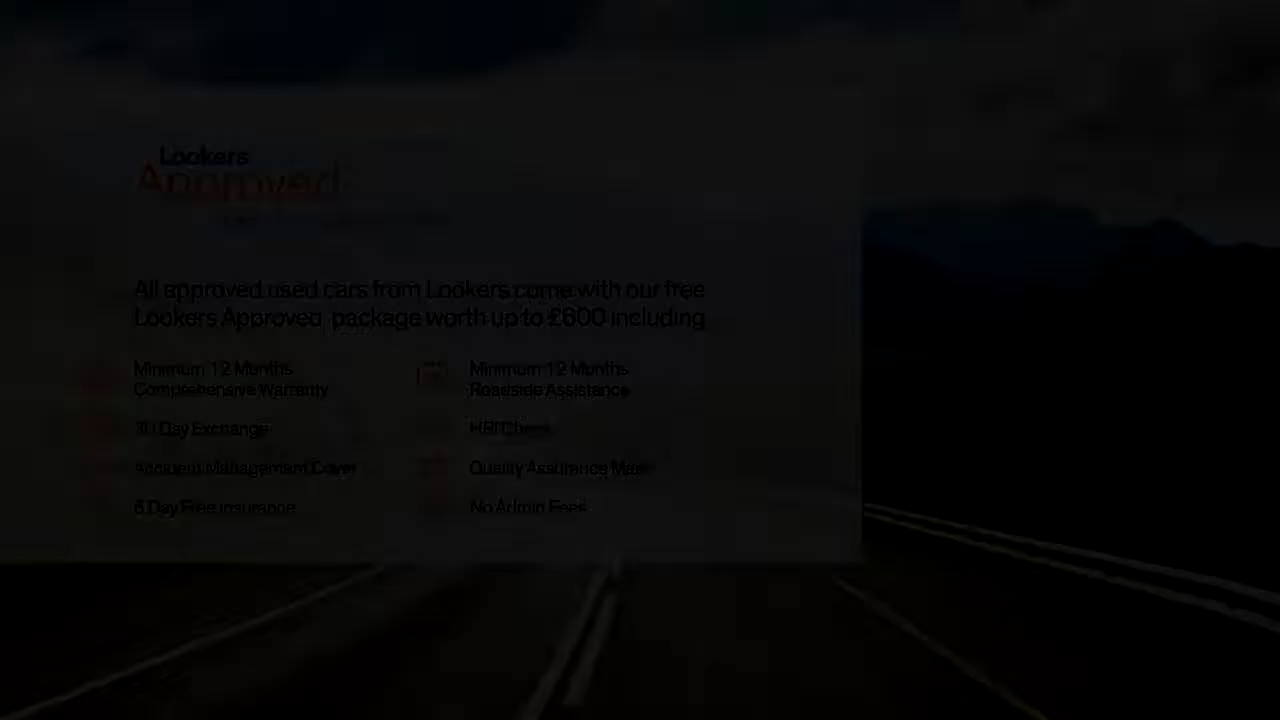 Lookers
Approved
All approved used cars from Lookers come with our free
Lookers Approved package worth up to £600 including
Minimum 12 Months
Comprehensive Warranty
Minimum 12 Months
Roadside Assistance
30 Day Exchange
HPI Check
Accident Management Cover
Quality Assurance
5 Day Free Insurance
No Admin Fees